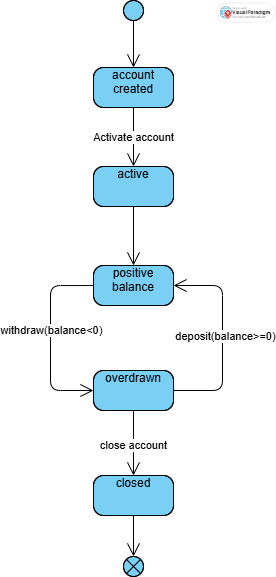 Visual Paradigm
account
created
Activate account
active
positive
balance
withdraw(balance<0)
deposit(balance>=0)
overdrawn
close account
closed